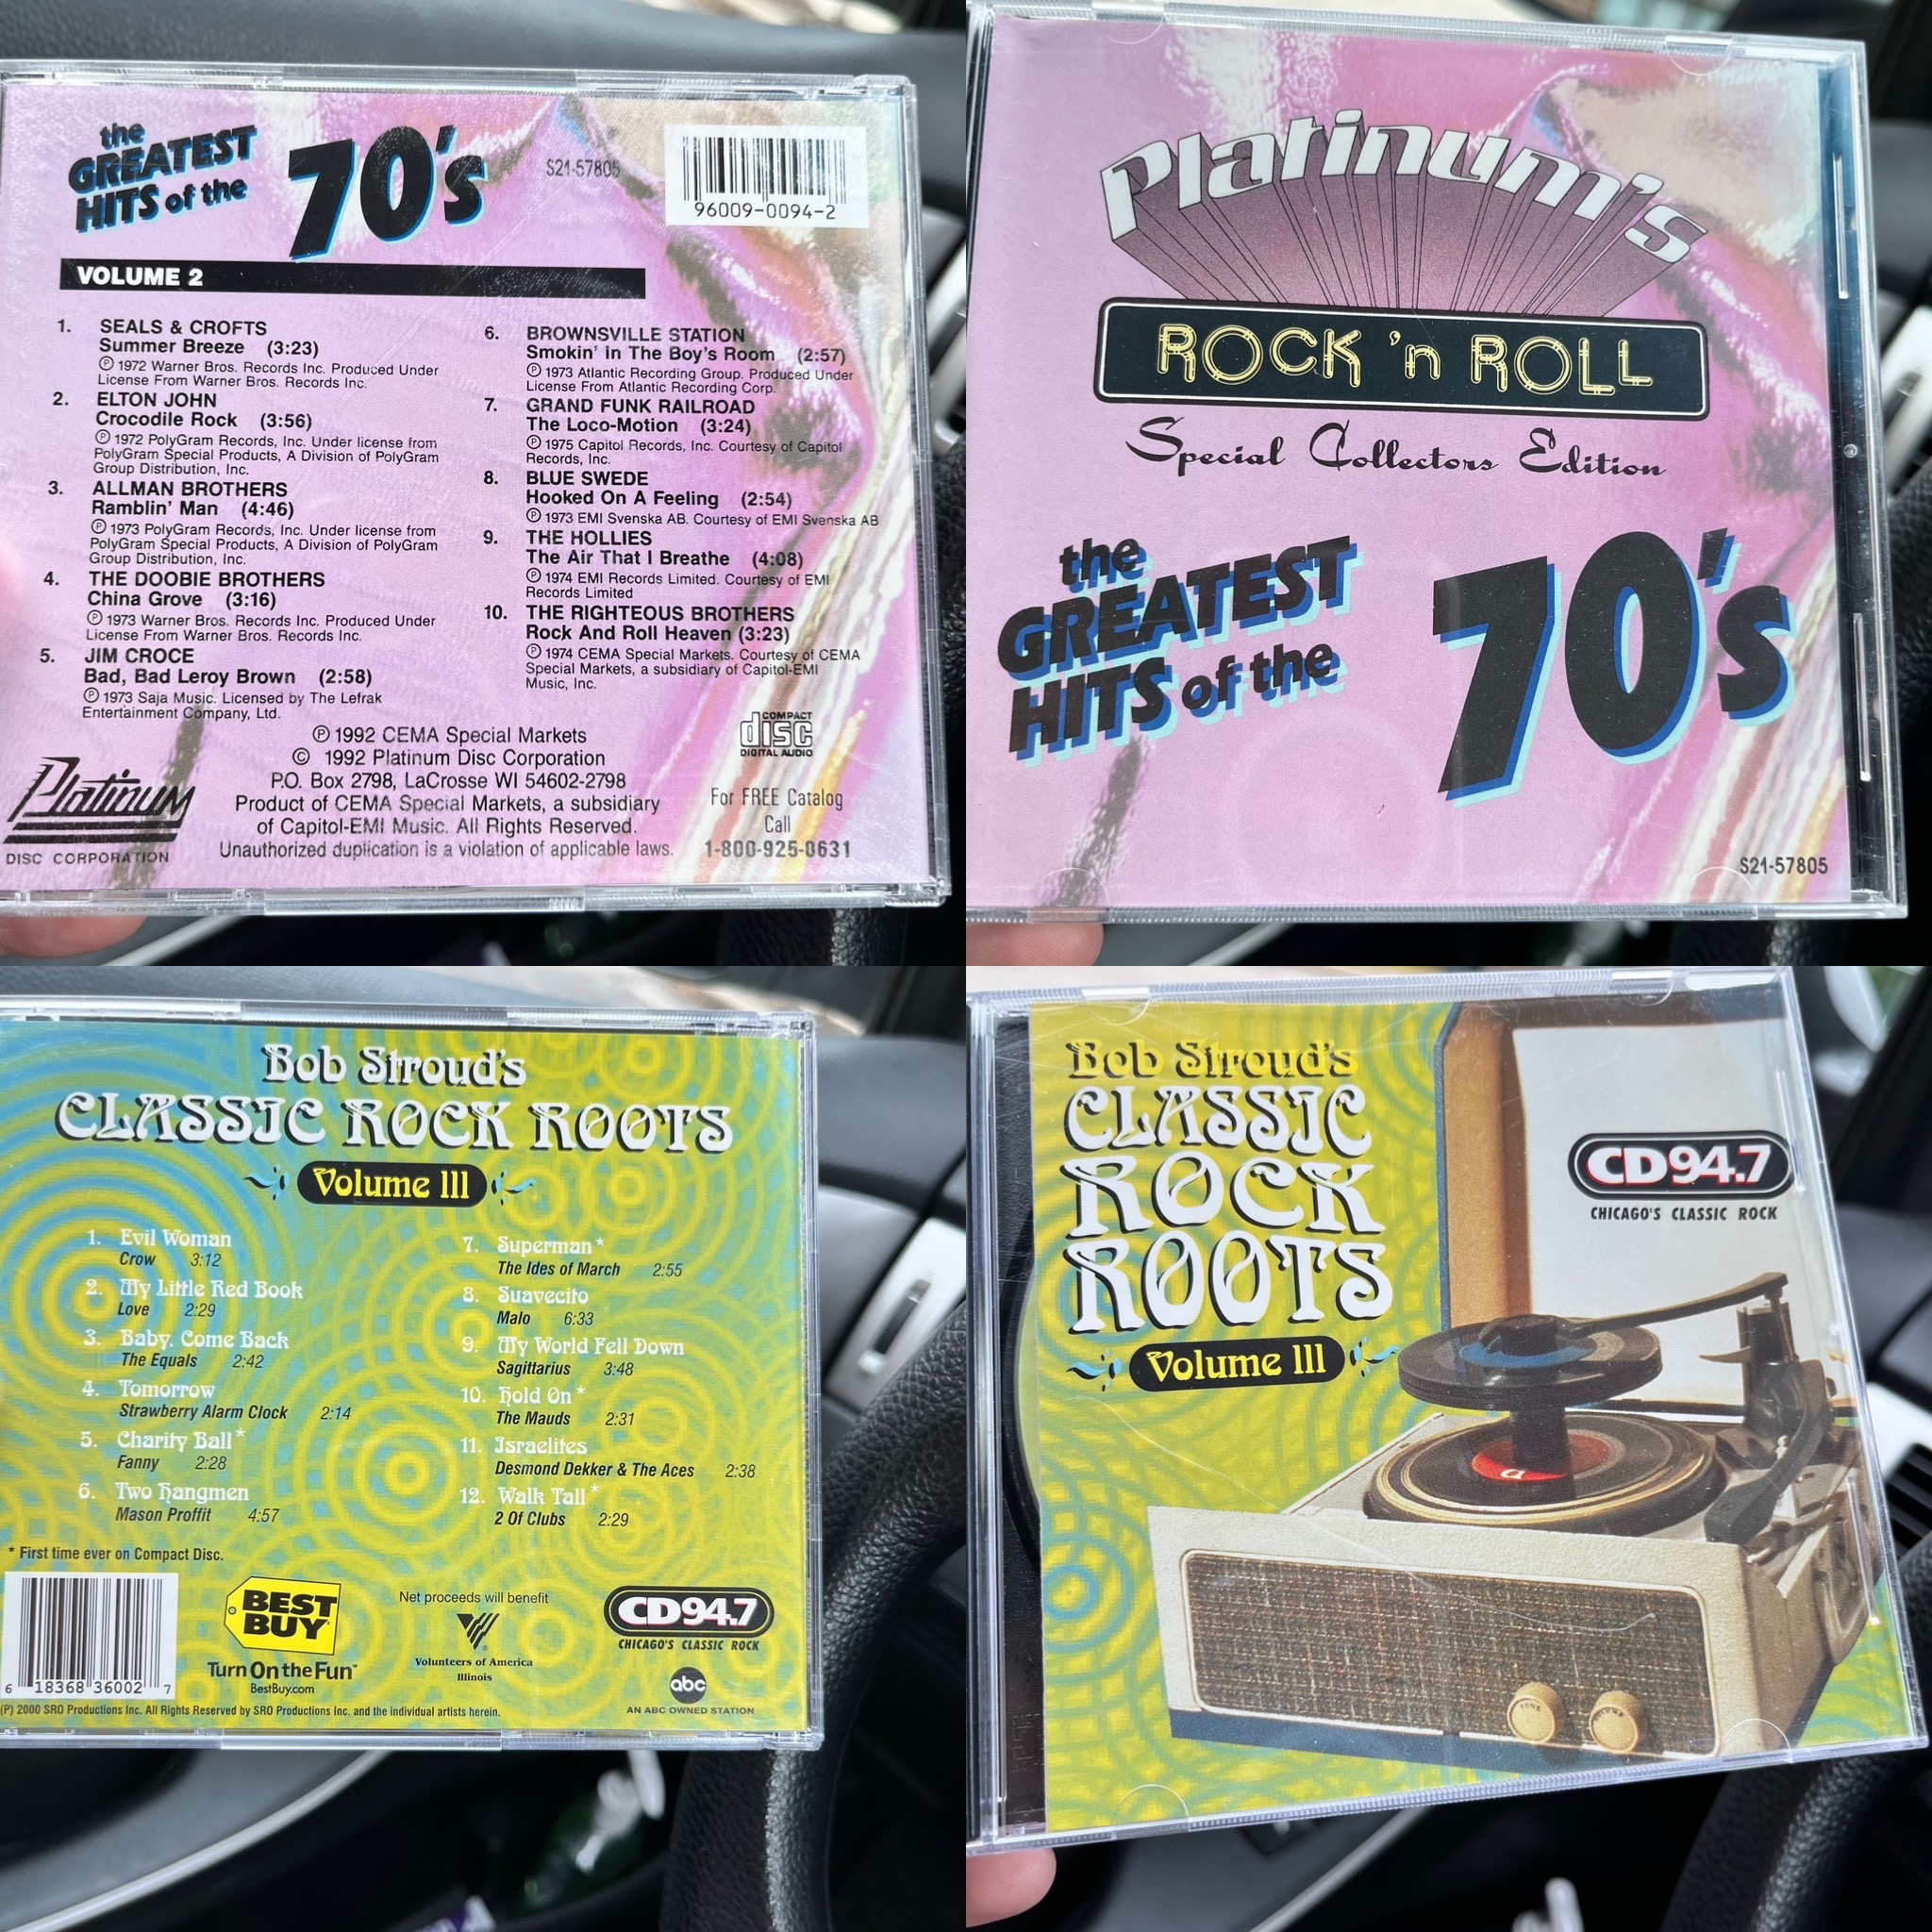 the
GREATEST
HITS of the
70's
S21-57805
96009-0094-2
VOLUME 2
1. SEALS & CROFTS
Summer Breeze (3:23)
Ⓟ 1972 Warner Bros. Records Inc. Produced Under
License From Warner Bros. Records Inc.
2. ELTON JOHN
Crocodile Rock (3:56)
Ⓟ 1972 PolyGram Records, Inc. Under license from
PolyGram Special Products, A Division of PolyGram
Group Distribution, Inc.
3. ALLMAN BROTHERS
Ramblin' Man (4:46)
Ⓟ 1973 PolyGram Records, Inc. Under license from
PolyGram Special Products, A Division of PolyGram
Group Distribution, Inc.
4. THE DOOBIE BROTHERS
China Grove (3:16)
Ⓟ 1973 Warner Bros. Records Inc. Produced Under
License From Warner Bros. Records Inc.
5. JIM CROCE
Bad, Bad Leroy Brown (2:58)
Ⓟ 1973 Saja Music. Licensed by The Lefrak
Entertainment Company, Ltd.
6. BROWNSVILLE STATION
Smokin' In The Boy's Room (2:57)
Ⓟ 1973 Atlantic Recording Group. Produced Under
License From Atlantic Recording Corp.
7. GRAND FUNK RAILROAD
The Loco-Motion (3:24)
Ⓟ 1975 Capitol Records, Inc. Courtesy of Capitol
Records, Inc.
8. BLUE SWEDE
Hooked On A Feeling (2:54)
Ⓟ 1973 EMI Svenska AB. Courtesy of EMI Svenska AB
9. THE HOLLIES
The Air That I Breathe (4:08)
Ⓟ 1974 EMI Records Limited. Courtesy of EMI
Records Limited
10. THE RIGHTEOUS BROTHERS
Rock And Roll Heaven (3:23)
Ⓟ 1974 CEMA Special Markets. Courtesy of CEMA
Special Markets, a subsidiary of Capitol-EMI
Music, Inc.
Ⓟ 1992 CEMA Special Markets
© 1992 Platinum Disc Corporation
P.O. Box 2798, LaCrosse WI 54602-2798
Product of CEMA Special Markets, a subsidiary
of Capitol-EMI Music. All Rights Reserved.
Unauthorized duplication is a violation of applicable laws.
Platinum
DISC CORPORATION
COMPACT
disc
DIGITAL AUDIO
For FREE Catalog
Call
1-800-925-0631
Platinum's
ROCK 'n ROLL
Special Collectors Edition
the
GREATEST
HITS of the
70's
S21-57805
Bob Stroud's
CLASSIC ROCK ROOTS
Volume III
1. Evil Woman
Crow 3:12
2. My Little Red Book
Love 2:29
3. Baby, Come Back
The Equals 2:42
4. Tomorrow
Strawberry Alarm Clock 2:14
5. Charity Ball*
Fanny 2:28
6. Two Hangmen
Mason Proffit 4:57
7. Superman*
The Ides of March 2:55
8. Suavecito
Malo 6:33
9. My World Fell Down
Sagittarius 3:48
10. Hold On*
The Mauds 2:31
11. Israelites
Desmond Dekker & The Aces 2:38
12. Walk Tall*
2 Of Clubs 2:29
* First time ever on Compact Disc.
6 18368 36002 7
BEST
BUY
Turn On the Fun™
BestBuy.com
Net proceeds will benefit
Volunteers of America
Illinois
CD94.7
CHICAGO'S CLASSIC ROCK
abc
AN ABC OWNED STATION
(P) 2000 SRO Productions Inc. All Rights Reserved by SRO Productions Inc. and the individual artists herein.
Bob Stroud's
CLASSIC
ROCK
ROOTS
Volume III
CD94.7
CHICAGO'S CLASSIC ROCK
a
TONE
VOLUME